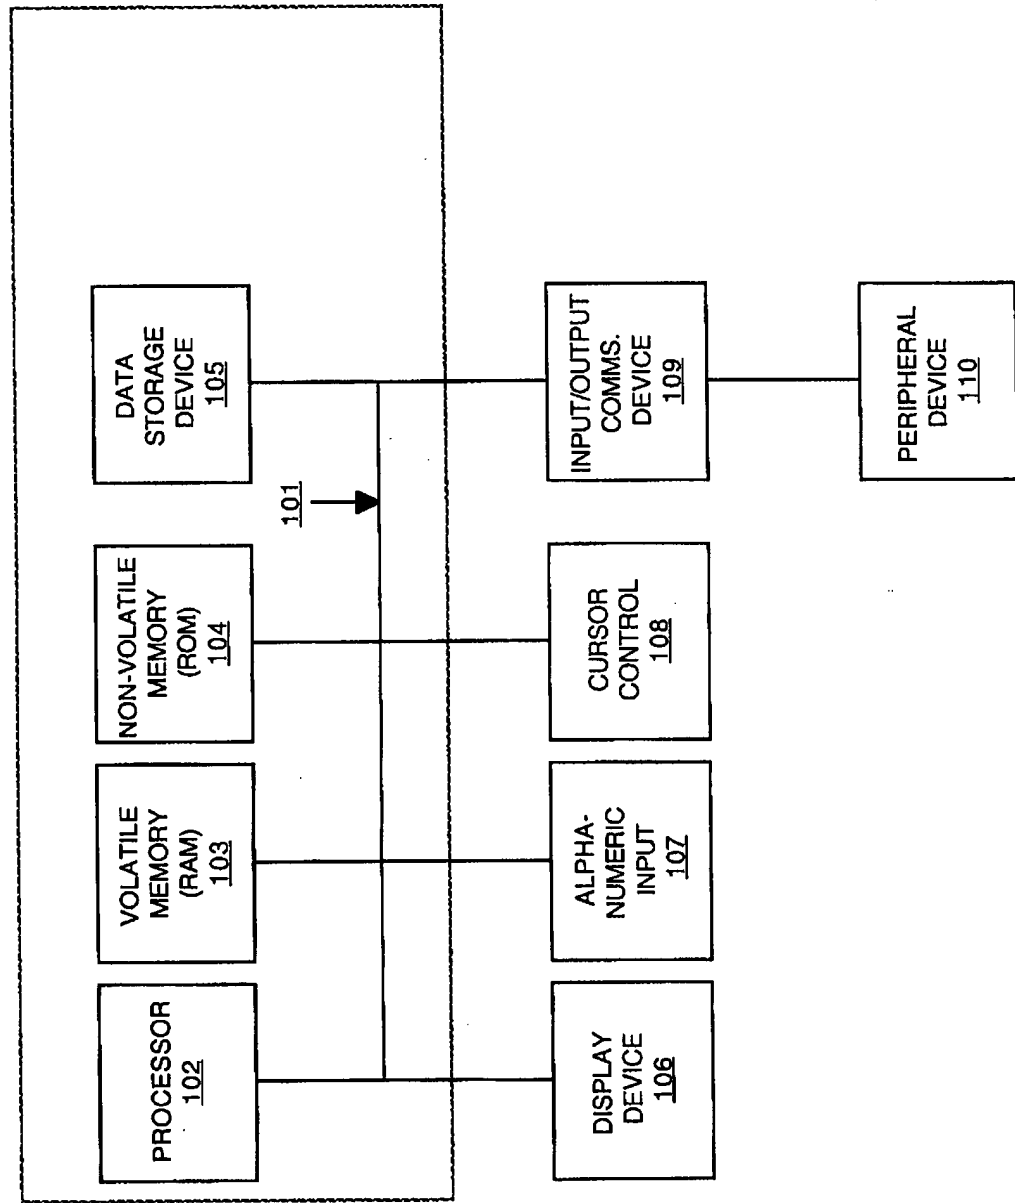 PROCESSOR
102
VOLATILE
MEMORY
(RAM)
103
NON-VOLATILE
MEMORY
(ROM)
104
DATA
STORAGE
DEVICE
105
101
DISPLAY
DEVICE
106
ALPHA-
NUMERIC
INPUT
107
CURSOR
CONTROL
108
INPUT/OUTPUT
COMMS.
DEVICE
109
PERIPHERAL
DEVICE
110